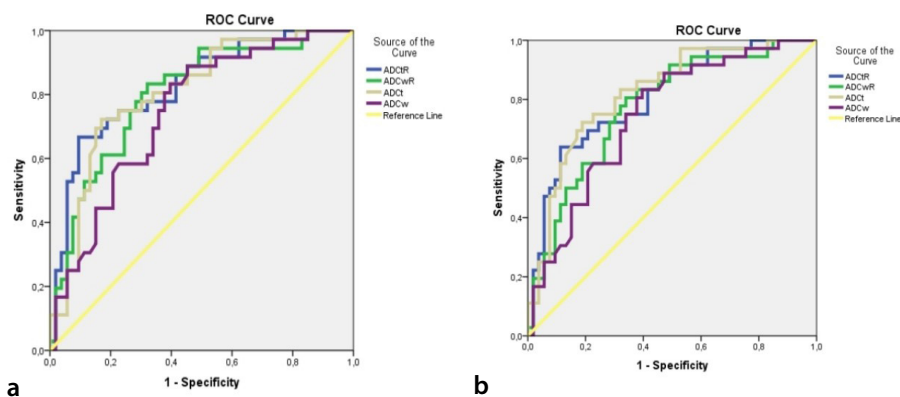 ROC Curve
Sensitivity
1,0
0,8
0,6
0,4
0,2
0,0
0,0 0,2 0,4 0,6 0,8 1,0
1 - Specificity
Source of the
Curve
ADCtR
ADCwR
ADCt
ADCw
Reference Line
a
ROC Curve
Sensitivity
1,0
0,8
0,6
0,4
0,2
0,0
0,0 0,2 0,4 0,6 0,8 1,0
1 - Specificity
Source of the
Curve
ADCtR
ADCwR
ADCt
ADCw
Reference Line
b